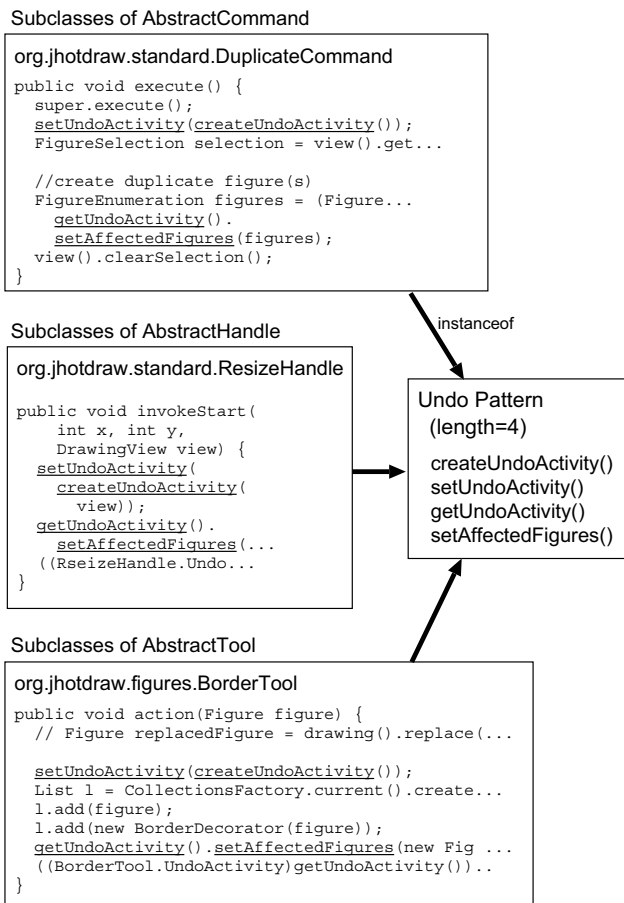 Subclasses of AbstractCommand
org.jhotdraw.standard.DuplicateCommand
public void execute() {
super.execute();
setUndoActivity(createUndoActivity());
FigureSelection selection = view().get...
//create duplicate figure(s)
FigureEnumeration figures = (Figure...
getUndoActivity().
setAffectedFigures(figures);
view().clearSelection();
}
instanceof
Subclasses of AbstractHandle
org.jhotdraw.standard.ResizeHandle
public void invokeStart(
int x, int y,
DrawingView view) {
setUndoActivity(
createUndoActivity(
view));
getUndoActivity().
setAffectedFigures(...
((RseizeHandle.Undo...
}
Undo Pattern
(length=4)
createUndoActivity()
setUndoActivity()
getUndoActivity()
setAffectedFigures()
Subclasses of AbstractTool
org.jhotdraw.figures.BorderTool
public void action(Figure figure) {
// Figure replacedFigure = drawing().replace(...
setUndoActivity(createUndoActivity());
List l = CollectionsFactory.current().create...
l.add(figure);
l.add(new BorderDecorator(figure));
getUndoActivity().setAffectedFigures(new Fig ...
((BorderTool.UndoActivity)getUndoActivity())..
}